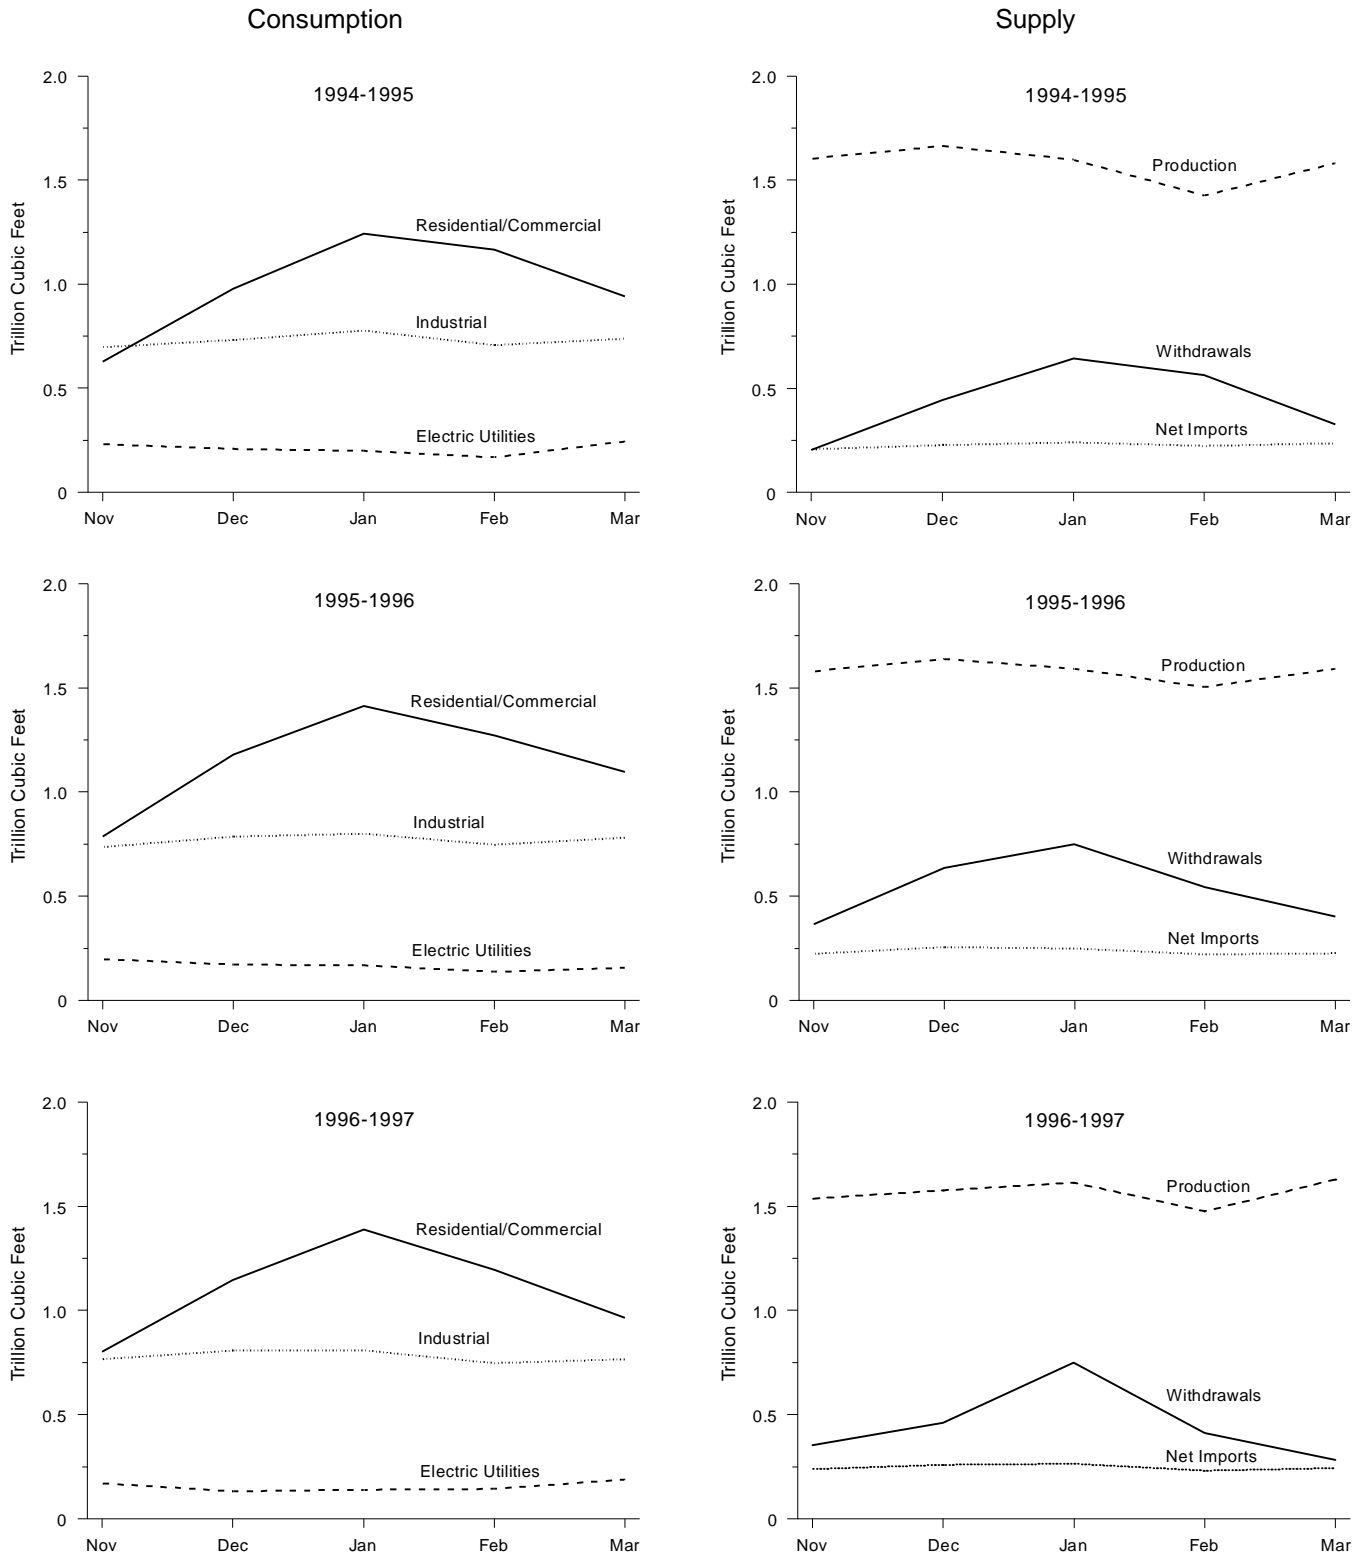 Consumption
Supply
1994-1995
2.0
1.5
1.0
0.5
0
Trillion Cubic Feet
Residential/Commercial
Industrial
Electric Utilities
Nov Dec Jan Feb Mar
1994-1995
2.0
1.5
1.0
0.5
0
Trillion Cubic Feet
Production
Withdrawals
Net Imports
Nov Dec Jan Feb Mar
1995-1996
2.0
1.5
1.0
0.5
0
Trillion Cubic Feet
Residential/Commercial
Industrial
Electric Utilities
Nov Dec Jan Feb Mar
1995-1996
2.0
1.5
1.0
0.5
0
Trillion Cubic Feet
Production
Withdrawals
Net Imports
Nov Dec Jan Feb Mar
1996-1997
2.0
1.5
1.0
0.5
0
Trillion Cubic Feet
Residential/Commercial
Industrial
Electric Utilities
Nov Dec Jan Feb Mar
1996-1997
2.0
1.5
1.0
0.5
0
Trillion Cubic Feet
Production
Withdrawals
Net Imports
Nov Dec Jan Feb Mar